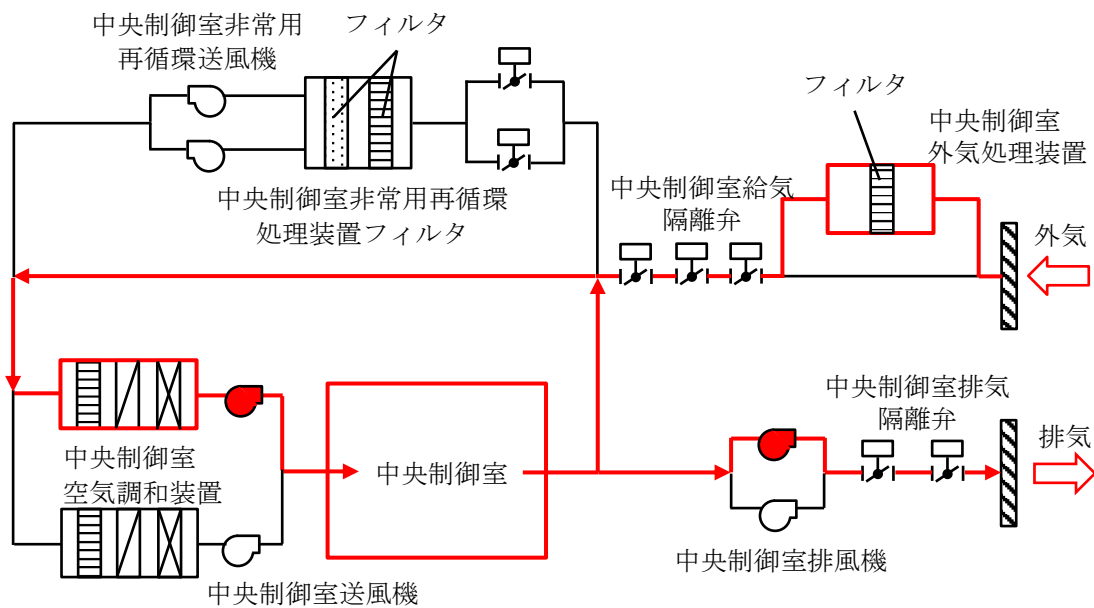 中央制御室非常用
再循環送風機
フィルタ
フィルタ
中央制御室
外気処理装置
中央制御室非常用再循環
処理装置フィルタ
中央制御室給気
隔離弁
外気
中央制御室排気
隔離弁
排気
中央制御室
空気調和装置
中央制御室
中央制御室排風機
中央制御室送風機